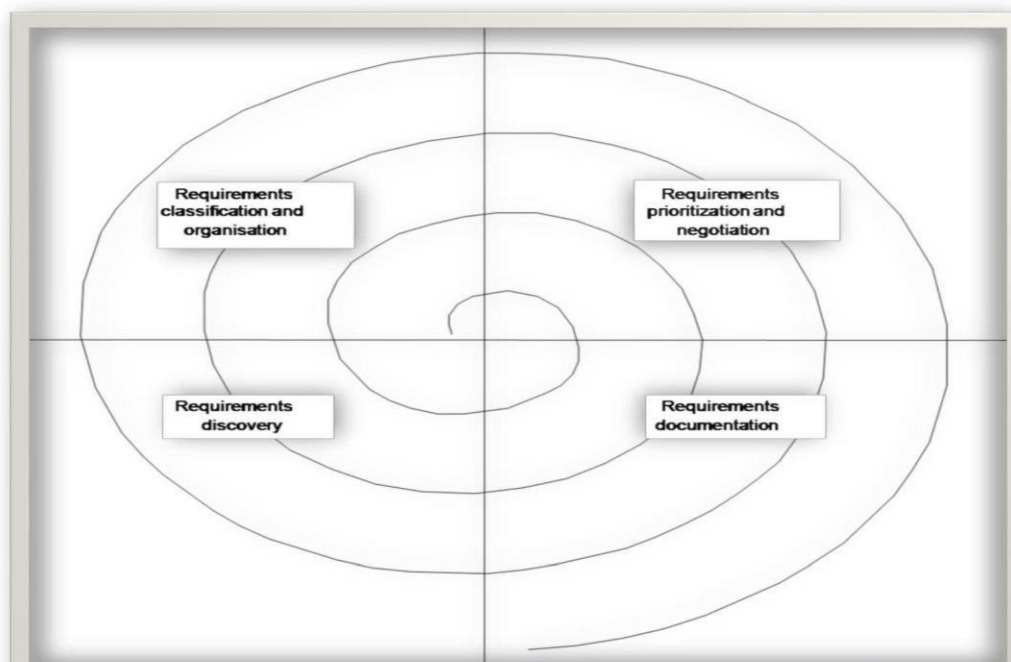 Requirements
classification and
organisation
Requirements
prioritization and
negotiation
Requirements
discovery
Requirements
documentation